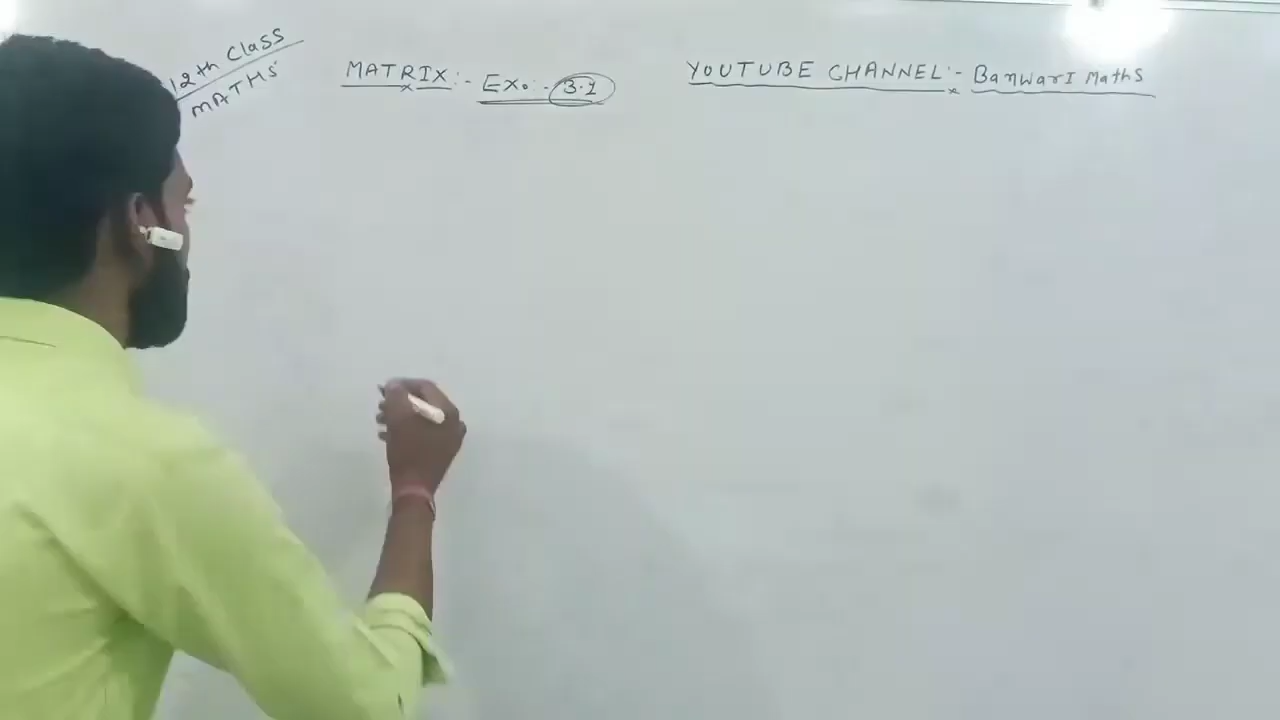 12th Class
MATHS
MATRIX :- Ex. :- 3.1
YOUTUBE CHANNEL :- BanwarI MathS